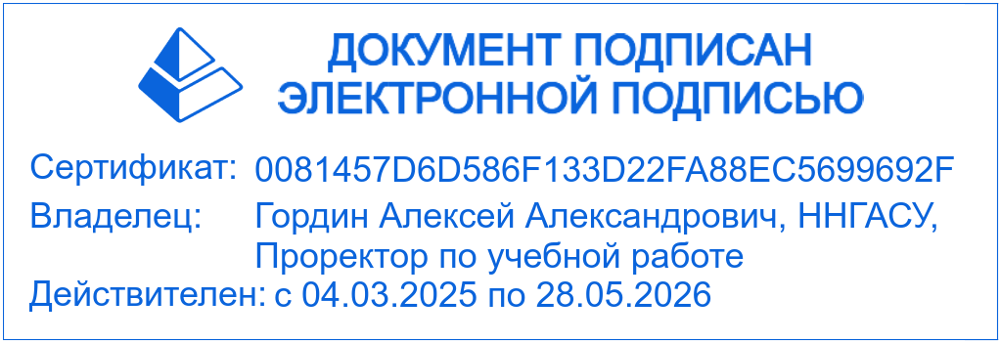 ДОКУМЕНТ ПОДПИСАН
ЭЛЕКТРОННОЙ ПОДПИСЬЮ
Сертификат: 0081457D6D586F133D22FA88EC5699692F
Владелец: Гордин Алексей Александрович, ННГАСУ,
Проректор по учебной работе
Действителен: с 04.03.2025 по 28.05.2026